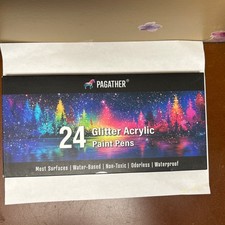 PAGATHER
24 Glitter Acrylic
Paint Pens
Most Surfaces | Water-Based | Non-Toxic | Odorless | Waterproof